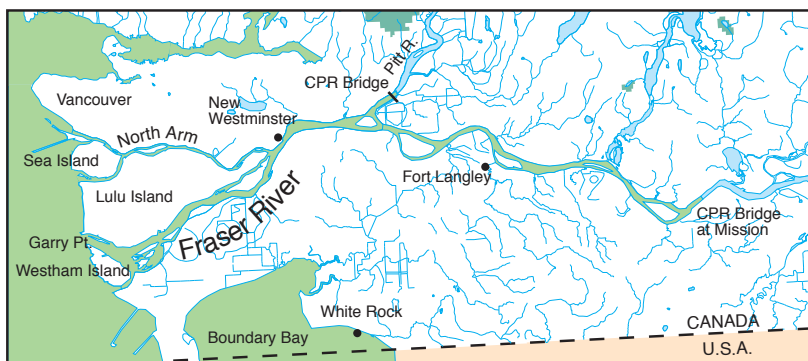 Pitt R.
CPR Bridge
Vancouver
New
Westminster
North Arm
Sea Island
Fort Langley
Lulu Island
Fraser River
CPR Bridge
at Mission
Garry Pt.
Westham Island
White Rock
Boundary Bay
CANADA
U.S.A.